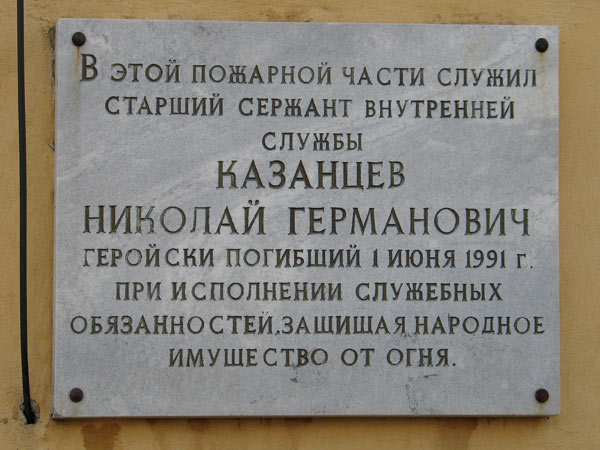 В ЭТОЙ ПОЖАРНОЙ ЧАСТИ СЛУЖИЛ
СТАРШИЙ СЕРЖАНТ ВНУТРЕННЕЙ
СЛУЖБЫ
КАЗАНЦЕВ
НИКОЛАЙ ГЕРМАНОВИЧ
ГЕРОЙСКИ ПОГИБШИЙ 1 ИЮНЯ 1991 г.
ПРИ ИСПОЛНЕНИИ СЛУЖЕБНЫХ
ОБЯЗАННОСТЕЙ,ЗАЩИЩАЯ НАРОДНОЕ
ИМУЩЕСТВО ОТ ОГНЯ.